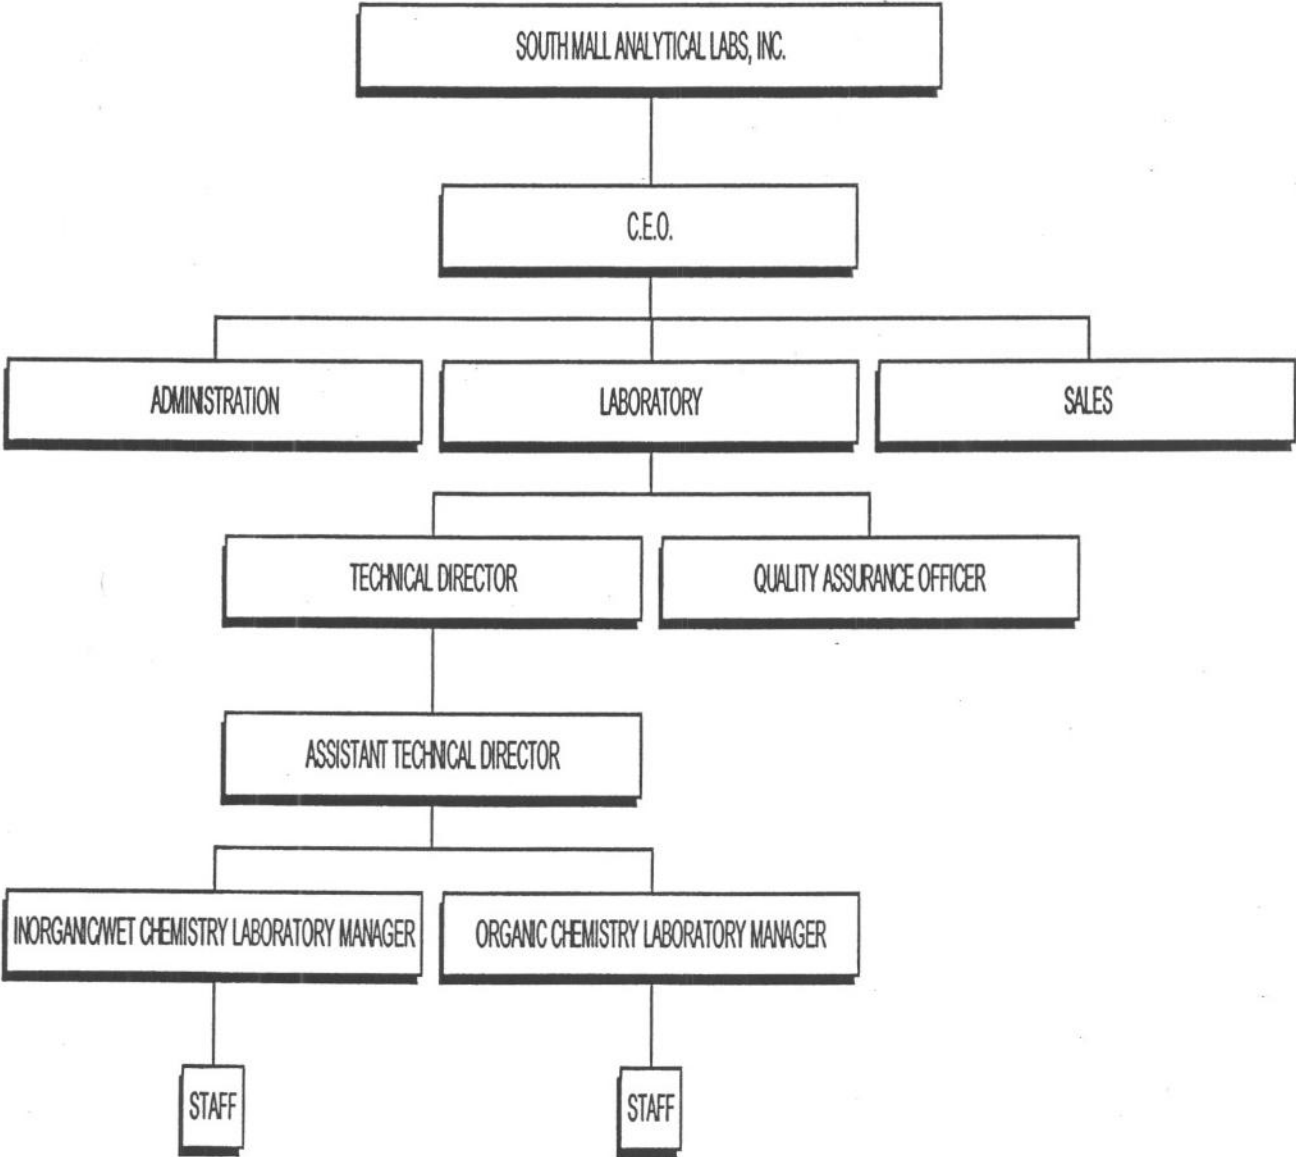 SOUTH MALL ANALYTICAL LABS, INC.
C.E.O.
ADMINISTRATION
LABORATORY
SALES
TECHNICAL DIRECTOR
QUALITY ASSURANCE OFFICER
ASSISTANT TECHNICAL DIRECTOR
INORGANIC/WET CHEMISTRY LABORATORY MANAGER
ORGANIC CHEMISTRY LABORATORY MANAGER
STAFF
STAFF